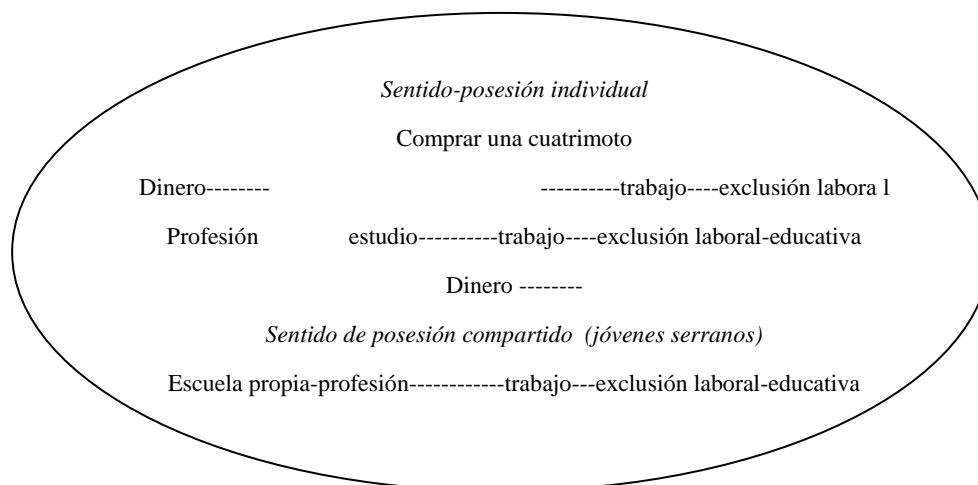 Sentido-posesión individual
Comprar una cuatrimoto
Dinero-------- ----------trabajo----exclusión labora l
Profesión estudio----------trabajo----exclusión laboral-educativa
Dinero --------
Sentido de posesión compartido (jóvenes serranos)
Escuela propia-profesión------------trabajo---exclusión laboral-educativa